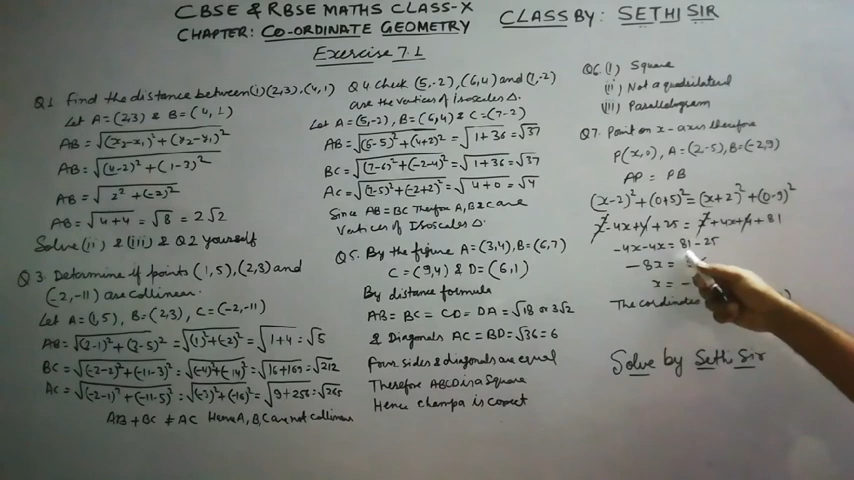 CBSE & RBSE MATHS CLASS-X
CHAPTER: CO-ORDINATE GEOMETRY
CLASS BY: SETHI SIR
Exercise 7.1
Q1. Find the distance between (i) (2,3), (4,1)
Let A = (2,3) & B = (4,1)
AB = √(x₂-x₁)² + (y₂-y₁)²
AB = √(4-2)² + (1-3)²
AB = √2² + (-2)²
AB = √4+4 = √8 = 2√2
Solve (ii) & (iii) & Q2 yourself
Q3. Determine if points (1,5), (2,3) and
(-2,-11) are collinear.
Let A = (1,5), B = (2,3), C = (-2,-11)
AB = √(2-1)² + (3-5)² = √(1)² + (-2)² = √1+4 = √5
BC = √(-2-2)² + (-11-3)² = √(-4)² + (-14)² = √16+169 = √212
AC = √(-2-1)² + (-11-5)² = √(-3)² + (-16)² = √9+256 = √265
AB + BC ≠ AC Hence A, B, C are not collinear
Q4. Check (5,-2), (6,4) and (7,-2)
are the vertices of isosceles Δ.
Let A = (5,-2), B = (6,4) & C = (7-2)
AB = √(6-5)² + (4+2)² = √1+36 = √37
BC = √(7-6)² + (-2-4)² = √1+36 = √37
AC = √(7-5)² + (-2+2)² = √4+0 = √4
Since AB = BC Therfore A, B & C are
Vertices of Isosceles Δ.
Q5. By the figure A = (3,4), B = (6,7)
C = (9,4) & D = (6,1)
By distance formula
AB = BC = CD = DA = √18 or 3√2
& Diagonals AC = BD = √36 = 6
Four sides & diagonals are equal
Therefore ABCD is a Square
Hence Champa is correct
Q6. (i) Square
(ii) Not a quadrilateral
(iii) Parallelogram
Q7. Point on x-axis therefore
P(x,0), A = (2-5), B = (-2,9)
AP = PB
(x-2)² + (0+5)² = (x+2)² + (0-9)²
x² - 4x + 4 + 25 = x² + 4x + 4 + 81
-4x - 4x = 81 - 25
-8x =
x = -
The cordinates
Solve by Sethi Sir